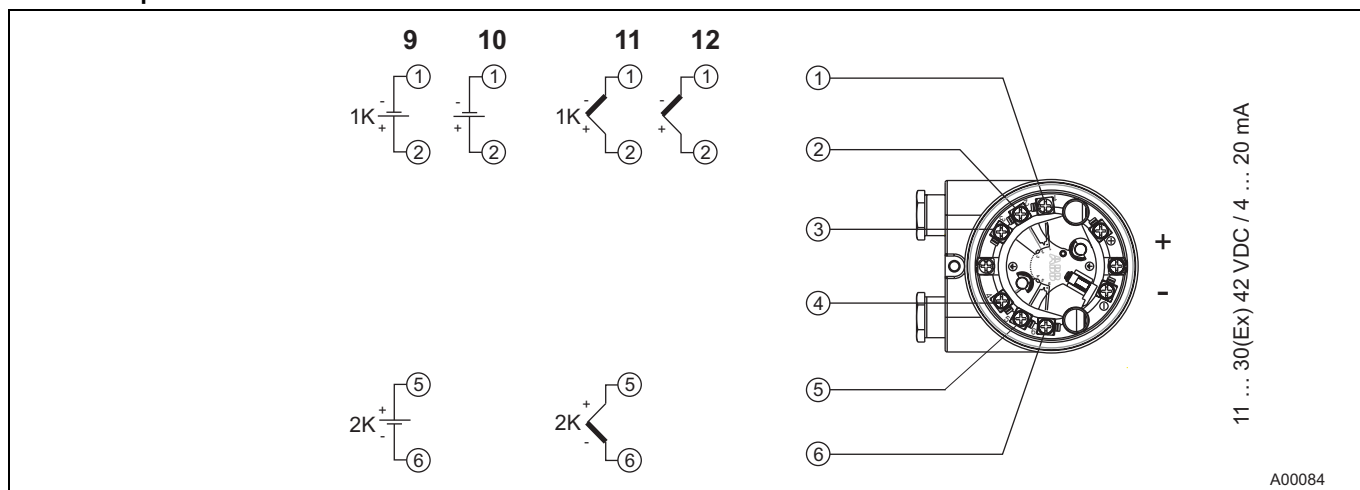 9 10 11 12
1 1 1 1
- - - -
1K 1K
+ + + +
2 2 2 2
5 5
+ +
2K 2K
- -
6 6
1
2
3
4
5
6
ABB
+
-
11 … 30(Ex) 42 VDC / 4 … 20 mA
A00084